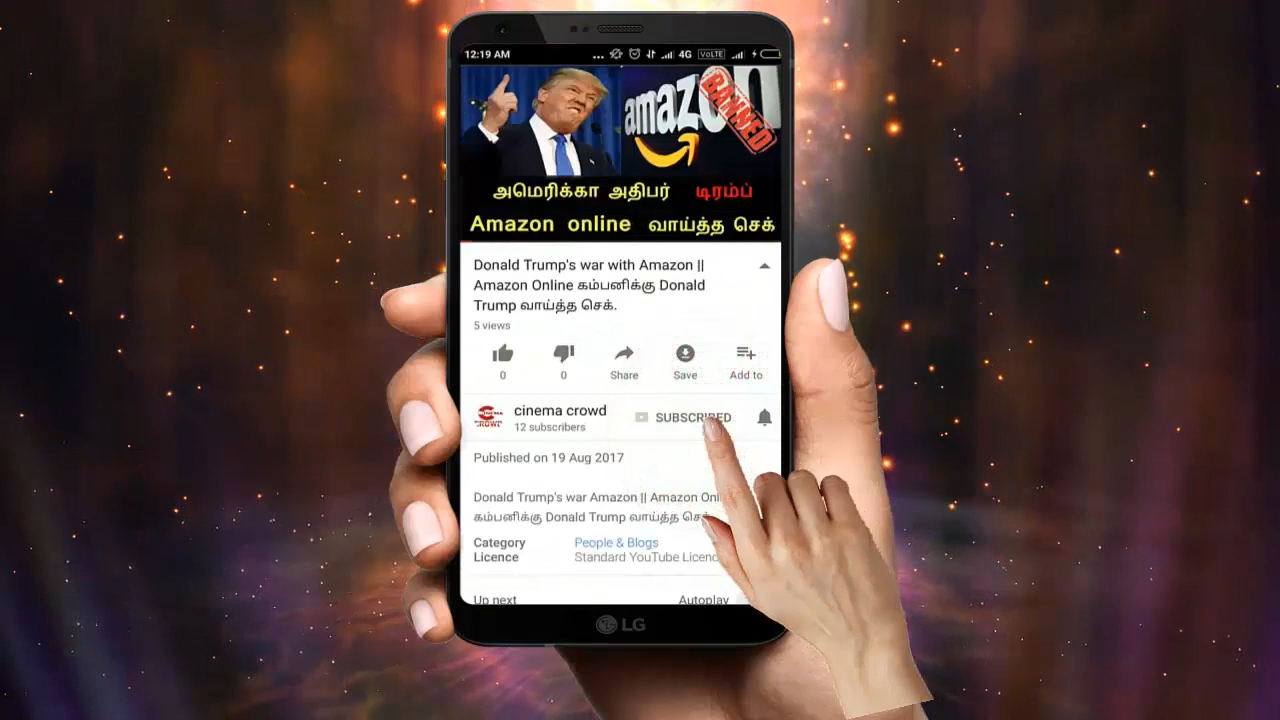 12:19 AM
4G VoLTE
amazon
BANNED
அமெரிக்கா அதிபர் டிரம்ப்
Amazon online வாய்த்த செக்
Donald Trump's war with Amazon ||
Amazon Online கம்பனிக்கு Donald
Trump வாய்த்த செக்.
5 views
0
0
Share
Save
Add to
CINEMA
CROWD
cinema crowd
12 subscribers
SUBSCRIBED
Published on 19 Aug 2017
Donald Trump's war Amazon || Amazon Onl
கம்பனிக்கு Donald Trump வாய்த்த செ
Category
People & Blogs
Licence
Standard YouTube Licenc
Up next
Autoplay
LG